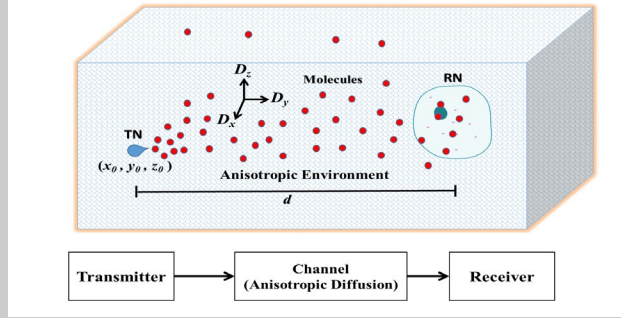 D_z
Molecules
RN
D_y
D_x
TN
(x_0 , y_0 , z_0 )
Anisotropic Environment
d
Transmitter
Channel
(Anisotropic Diffusion)
Receiver